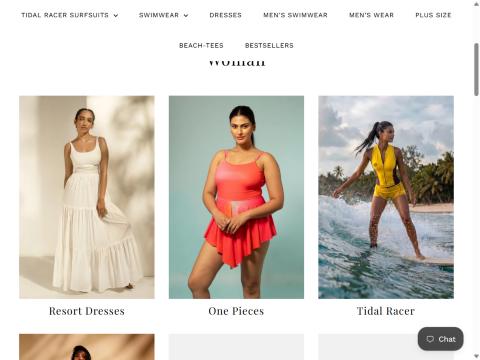 TIDAL RACER SURFSUITS SWIMWEAR DRESSES MEN'S SWIMWEAR MEN'S WEAR PLUS SIZE
BEACH-TEES BESTSELLERS
Woman
Resort Dresses One Pieces Tidal Racer
Chat